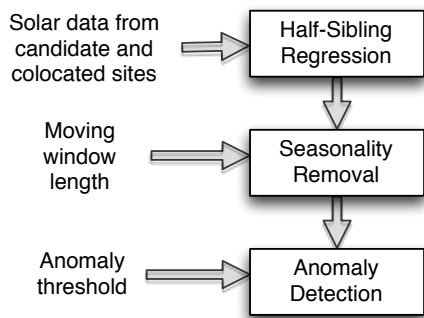 Solar data from
candidate and
colocated sites
Half-Sibling
Regression
Moving
window
length
Seasonality
Removal
Anomaly
threshold
Anomaly
Detection